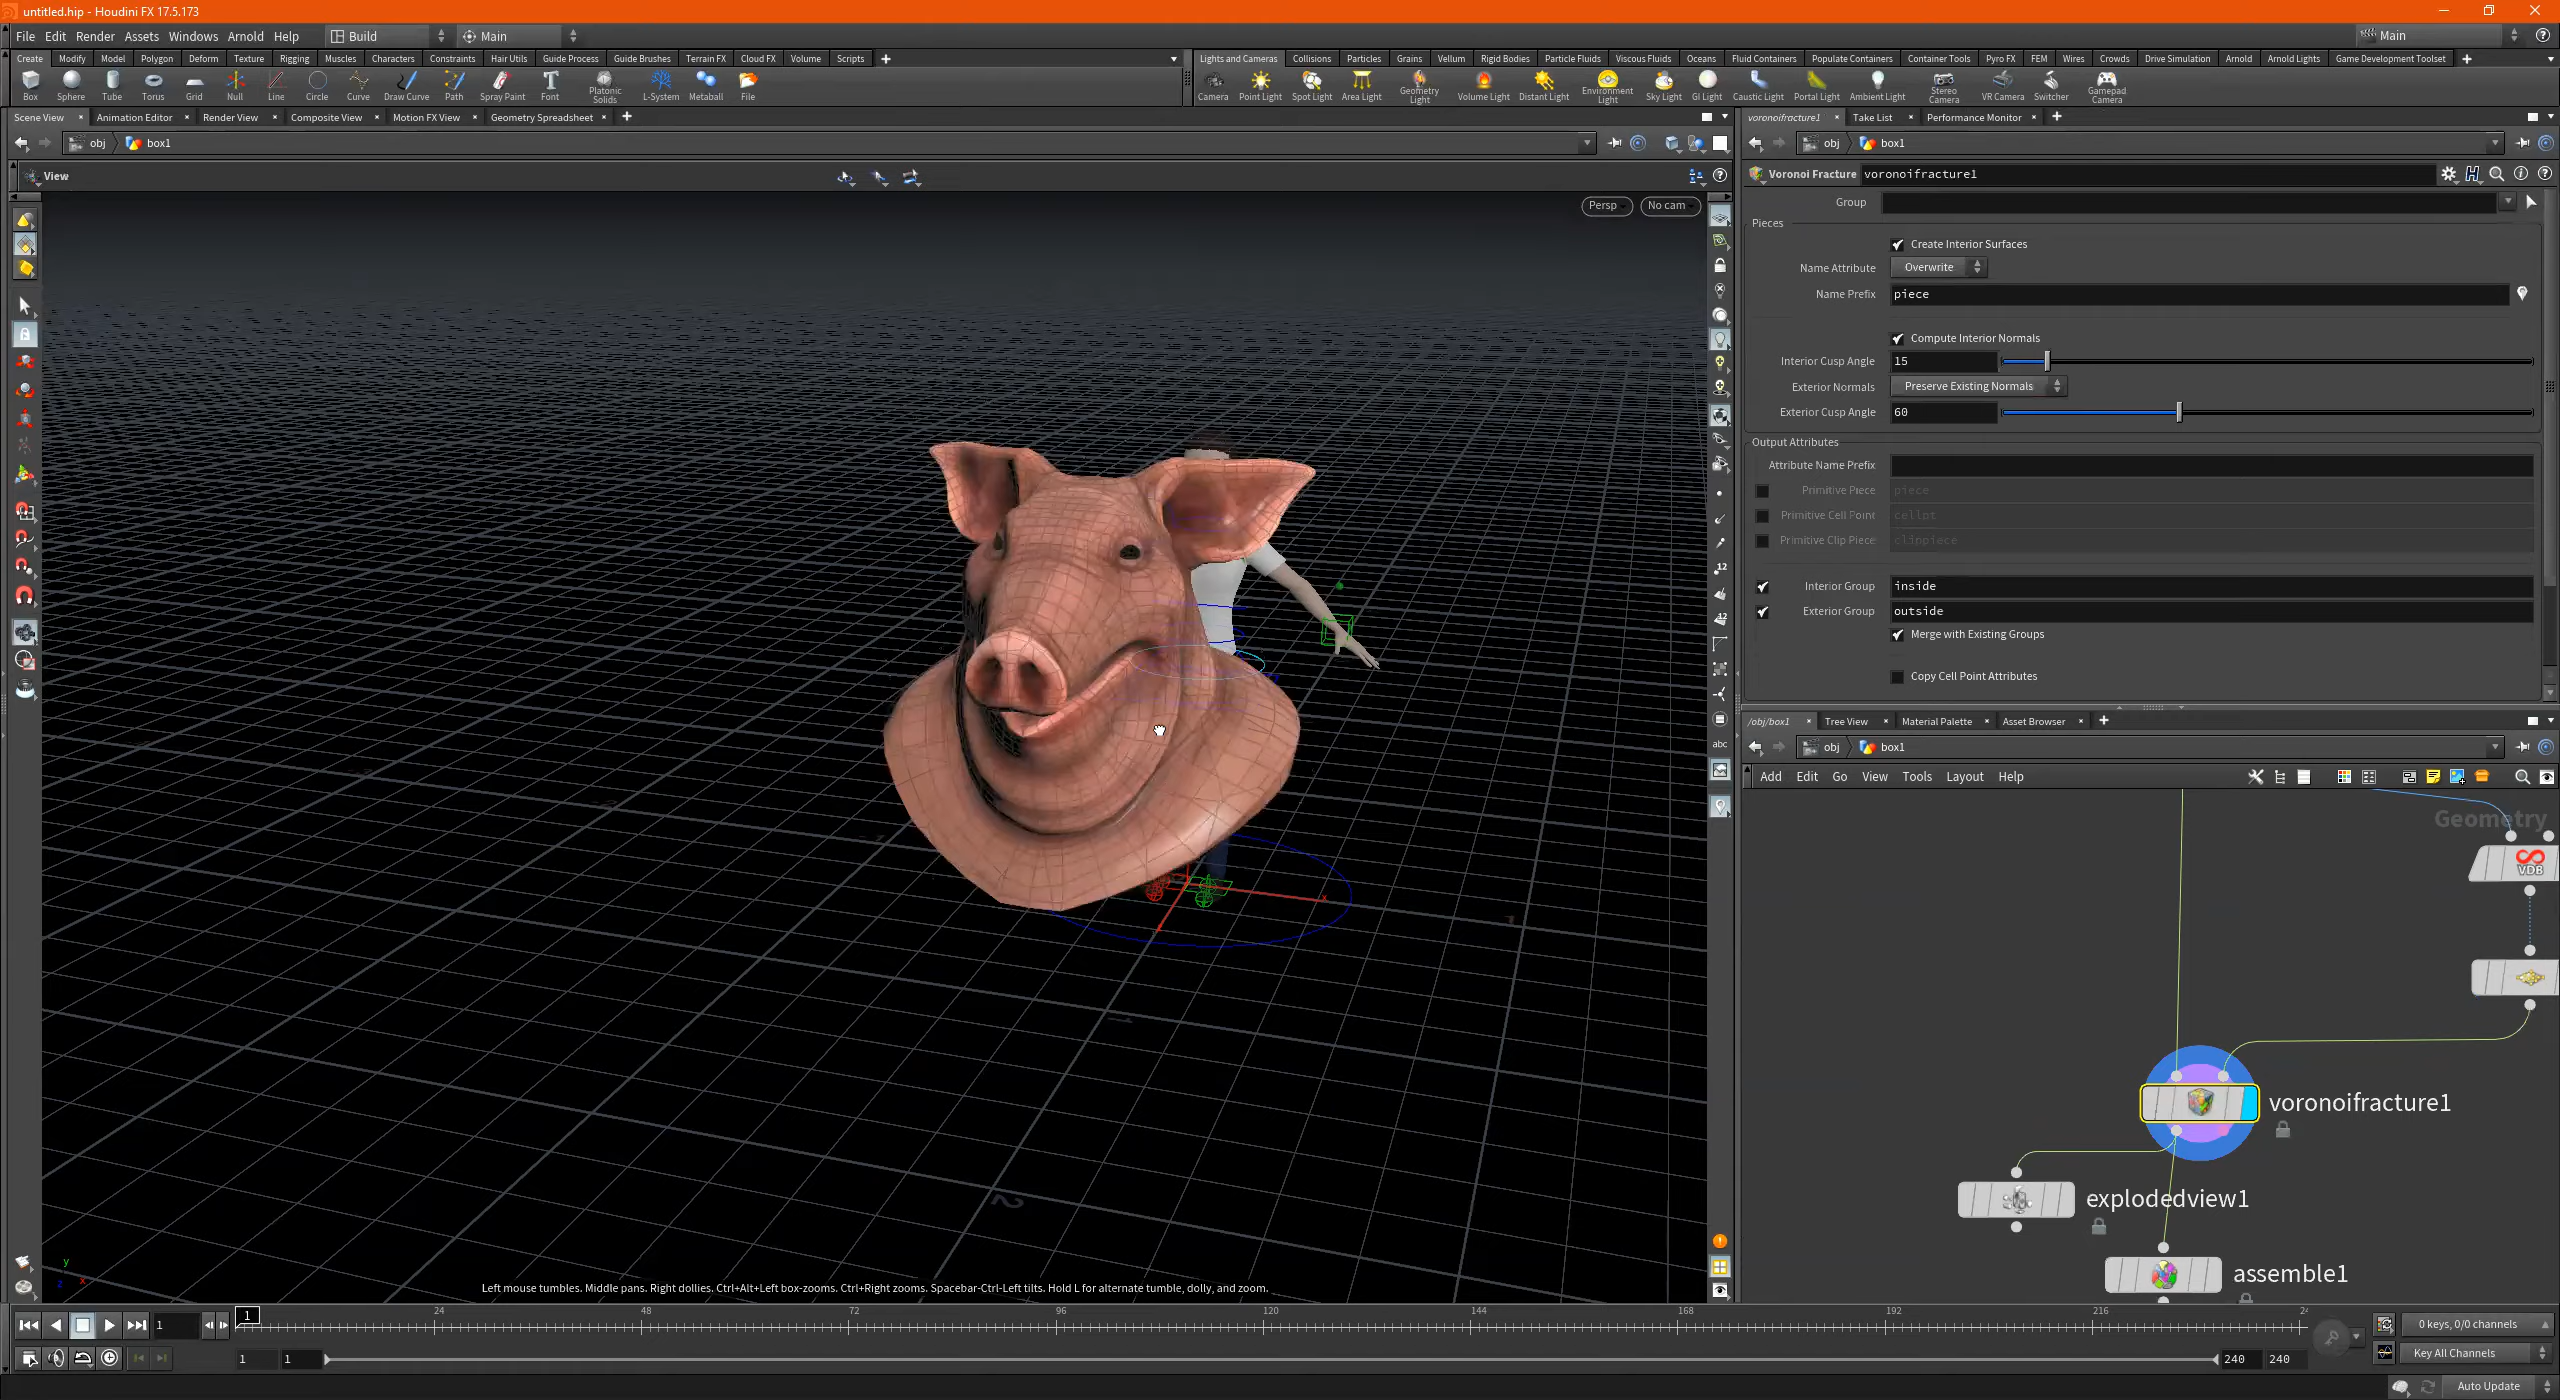 untitled.hip - Houdini FX 17.5.173
File Edit Render Assets Windows Arnold Help Build Main Main
Create Modify Model Polygon Deform Texture Rigging Muscles Characters Constraints Hair Utils Guide Process Guide Brushes Terrain FX Cloud FX Volume Scripts
Lights and Cameras Collisions Particles Grains Vellum Rigid Bodies Particle Fluids Viscous Fluids Oceans Fluid Containers Populate Containers Container Tools Pyro FX FEM Wires Crowds Drive Simulation Arnold Arnold Lights Game Development Toolset
Box Sphere Tube Torus Grid Null Line Circle Curve Draw Curve Path Spray Paint Font Platonic Solids L-System Metaball File
Camera Point Light Spot Light Area Light Geometry Light Volume Light Distant Light Environment Light Sky Light GI Light Caustic Light Portal Light Ambient Light Stereo Camera VR Camera Switcher Gamepad Camera
Scene View Animation Editor Render View Composite View Motion FX View Geometry Spreadsheet
obj box1
View
Persp No cam
12
12
abc
1
2
y
z x
x
Left mouse tumbles. Middle pans. Right dollies. Ctrl+Alt+Left box-zooms. Ctrl+Right zooms. Spacebar-Ctrl-Left tilts. Hold L for alternate tumble, dolly, and zoom.
voronoifracture1 Take List Performance Monitor
obj box1
Voronoi Fracture voronoifracture1
Group
Pieces
Create Interior Surfaces
Name Attribute Overwrite
Name Prefix piece
Compute Interior Normals
Interior Cusp Angle 15
Exterior Normals Preserve Existing Normals
Exterior Cusp Angle 60
Output Attributes
Attribute Name Prefix
Primitive Piece piece
Primitive Cell Point cellpt
Primitive Clip Piece clippiece
Interior Group inside
Exterior Group outside
Merge with Existing Groups
Copy Cell Point Attributes
/obj/box1 Tree View Material Palette Asset Browser
obj box1
Add Edit Go View Tools Layout Help
Geometry
VDB
voronoifracture1
explodedview1
assemble1
1 1 24 48 72 96 120 144 168 192 216
0 keys, 0/0 channels
1 1 240 240 Key All Channels
Auto Update